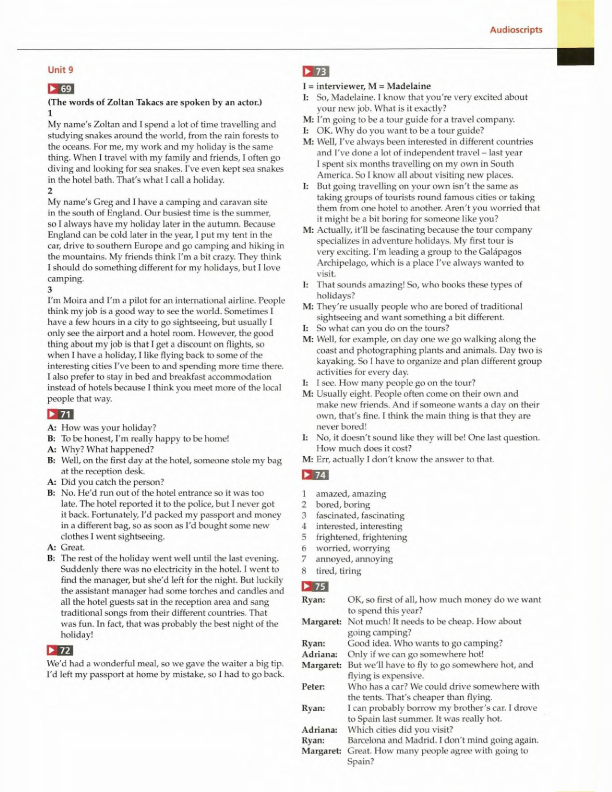 Audioscripts
Unit 9
69
(The words of Zoltan Takacs are spoken by an actor.)
1
My name's Zoltan and I spend a lot of time travelling and
studying snakes around the world, from the rain forests to
the oceans. For me, my work and my holiday is the same
thing. When I travel with my family and friends, I often go
diving and looking for sea snakes. I've even kept sea snakes
in the hotel bath. That's what I call a holiday.
2
My name's Greg and I have a camping and caravan site
in the south of England. Our busiest time is the summer,
so I always have my holiday later in the autumn. Because
England can be cold later in the year, I put my tent in the
car, drive to southern Europe and go camping and hiking in
the mountains. My friends think I'm a bit crazy. They think
I should do something different for my holidays, but I love
camping.
3
I'm Moira and I'm a pilot for an international airline. People
think my job is a good way to see the world. Sometimes I
have a few hours in a city to go sightseeing, but usually I
only see the airport and a hotel room. However, the good
thing about my job is that I get a discount on flights, so
when I have a holiday, I like flying back to some of the
interesting cities I've been to and spending more time there.
I also prefer to stay in bed and breakfast accommodation
instead of hotels because I think you meet more of the local
people that way.
71
A: How was your holiday?
B: To be honest, I'm really happy to be home!
A: Why? What happened?
B: Well, on the first day at the hotel, someone stole my bag
at the reception desk.
A: Did you catch the person?
B: No. He'd run out of the hotel entrance so it was too
late. The hotel reported it to the police, but I never got
it back. Fortunately, I'd packed my passport and money
in a different bag, so as soon as I'd bought some new
clothes I went sightseeing.
A: Great.
B: The rest of the holiday went well until the last evening.
Suddenly there was no electricity in the hotel. I went to
find the manager, but she'd left for the night. But luckily
the assistant manager had some torches and candles and
all the hotel guests sat in the reception area and sang
traditional songs from their different countries. That
was fun. In fact, that was probably the best night of the
holiday!
72
We'd had a wonderful meal, so we gave the waiter a big tip.
I'd left my passport at home by mistake, so I had to go back.
73
I = interviewer, M = Madelaine
I: So, Madelaine. I know that you're very excited about
your new job. What is it exactly?
M: I'm going to be a tour guide for a travel company.
I: OK. Why do you want to be a tour guide?
M: Well, I've always been interested in different countries
and I've done a lot of independent travel – last year
I spent six months travelling on my own in South
America. So I know all about visiting new places.
I: But going travelling on your own isn't the same as
taking groups of tourists round famous cities or taking
them from one hotel to another. Aren't you worried that
it might be a bit boring for someone like you?
M: Actually, it'll be fascinating because the tour company
specializes in adventure holidays. My first tour is
very exciting. I'm leading a group to the Galápagos
Archipelago, which is a place I've always wanted to
visit.
I: That sounds amazing! So, who books these types of
holidays?
M: They're usually people who are bored of traditional
sightseeing and want something a bit different.
I: So what can you do on the tours?
M: Well, for example, on day one we go walking along the
coast and photographing plants and animals. Day two is
kayaking. So I have to organize and plan different group
activities for every day.
I: I see. How many people go on the tour?
M: Usually eight. People often come on their own and
make new friends. And if someone wants a day on their
own, that's fine. I think the main thing is that they are
never bored!
I: No, it doesn't sound like they will be! One last question.
How much does it cost?
M: Err, actually I don't know the answer to that.
74
1 amazed, amazing
2 bored, boring
3 fascinated, fascinating
4 interested, interesting
5 frightened, frightening
6 worried, worrying
7 annoyed, annoying
8 tired, tiring
75
Ryan: OK, so first of all, how much money do we want
to spend this year?
Margaret: Not much! It needs to be cheap. How about
going camping?
Ryan: Good idea. Who wants to go camping?
Adriana: Only if we can go somewhere hot!
Margaret: But we'll have to fly to go somewhere hot, and
flying is expensive.
Peter: Who has a car? We could drive somewhere with
the tents. That's cheaper than flying.
Ryan: I can probably borrow my brother's car. I drove
to Spain last summer. It was really hot.
Adriana: Which cities did you visit?
Ryan: Barcelona and Madrid. I don't mind going again.
Margaret: Great. How many people agree with going to
Spain?